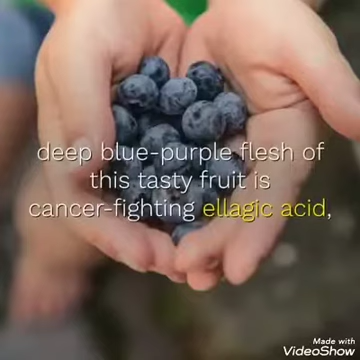 deep blue-purple flesh of
this tasty fruit is
cancer-fighting ellagic acid,
Made with
VideoShow